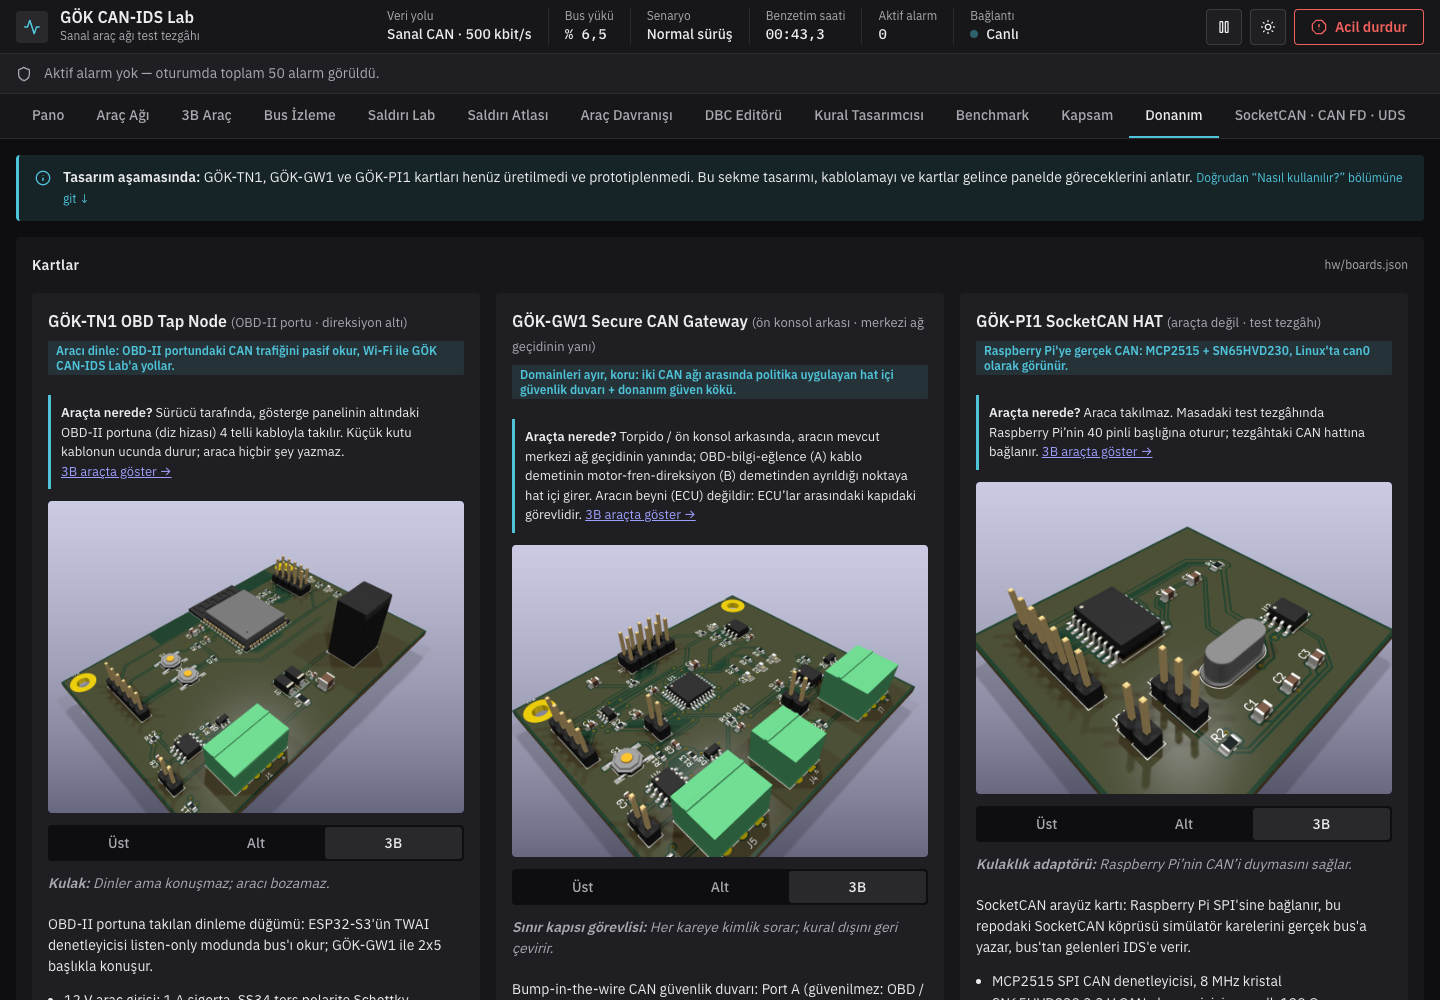 GÖK CAN-IDS Lab
Sanal araç ağı test tezgâhı
Veri yolu
Sanal CAN · 500 kbit/s
Bus yükü
% 6,5
Senaryo
Normal sürüş
Benzetim saati
00:43,3
Aktif alarm
0
Bağlantı
Canlı
Acil durdur
Aktif alarm yok — oturumda toplam 50 alarm görüldü.
Pano
Araç Ağı
3B Araç
Bus İzleme
Saldırı Lab
Saldırı Atlası
Araç Davranışı
DBC Editörü
Kural Tasarımcısı
Benchmark
Kapsam
Donanım
SocketCAN · CAN FD · UDS
Tasarım aşamasında: GÖK-TN1, GÖK-GW1 ve GÖK-PI1 kartları henüz üretilmedi ve prototiplenmedi. Bu sekme tasarımı, kablolamayı ve kartlar gelince panelde göreceklerini anlatır. Doğrudan “Nasıl kullanılır?” bölümüne
git ↓
Kartlar
hw/boards.json
GÖK-TN1 OBD Tap Node (OBD-II portu · direksiyon altı)
Aracı dinle: OBD-II portundaki CAN trafiğini pasif okur, Wi-Fi ile GÖK
CAN-IDS Lab'a yollar.
Araçta nerede? Sürücü tarafında, gösterge panelinin altındaki
OBD-II portuna (diz hizası) 4 telli kabloyla takılır. Küçük kutu
kablonun ucunda durur; araca hiçbir şey yazmaz.
3B araçta göster →
J1
Üst
Alt
3B
Kulak: Dinler ama konuşmaz; aracı bozamaz.
OBD-II portuna takılan dinleme düğümü: ESP32-S3'ün TWAI
denetleyicisi listen-only modunda bus'ı okur; GÖK-GW1 ile 2x5
başlıkla konuşur.
12 V araç girişi: 1 A sigorta, SS34 ters polarite Schottky,
GÖK-GW1 Secure CAN Gateway (ön konsol arkası · merkezi ağ
geçidinin yanı)
Domainleri ayır, koru: iki CAN ağı arasında politika uygulayan hat içi
güvenlik duvarı + donanım güven kökü.
Araçta nerede? Torpido / ön konsol arkasında, aracın mevcut
merkezi ağ geçidinin yanında; OBD-bilgi-eğlence (A) kablo
demetinin motor-fren-direksiyon (B) demetinden ayrıldığı noktaya
hat içi girer. Aracın beyni (ECU) değildir: ECU’lar arasındaki kapıdaki
görevlidir. 3B araçta göster →
J4
J5
Üst
Alt
3B
Sınır kapısı görevlisi: Her kareye kimlik sorar; kural dışını geri
çevirir.
Bump-in-the-wire CAN güvenlik duvarı: Port A (güvenilmez: OBD /
GÖK-PI1 SocketCAN HAT (araçta değil · test tezgâhı)
Raspberry Pi'ye gerçek CAN: MCP2515 + SN65HVD230, Linux'ta can0
olarak görünür.
Araçta nerede? Araca takılmaz. Masadaki test tezgâhında
Raspberry Pi’nin 40 pinli başlığına oturur; tezgâhtaki CAN hattına
bağlanır. 3B araçta göster →
C3
C2
C1
R2
Üst
Alt
3B
Kulaklık adaptörü: Raspberry Pi’nin CAN’i duymasını sağlar.
SocketCAN arayüz kartı: Raspberry Pi SPI'sine bağlanır, bu
repodaki SocketCAN köprüsü simülatör karelerini gerçek bus'a
yazar, bus'tan gelenleri IDS'e verir.
MCP2515 SPI CAN denetleyicisi, 8 MHz kristal